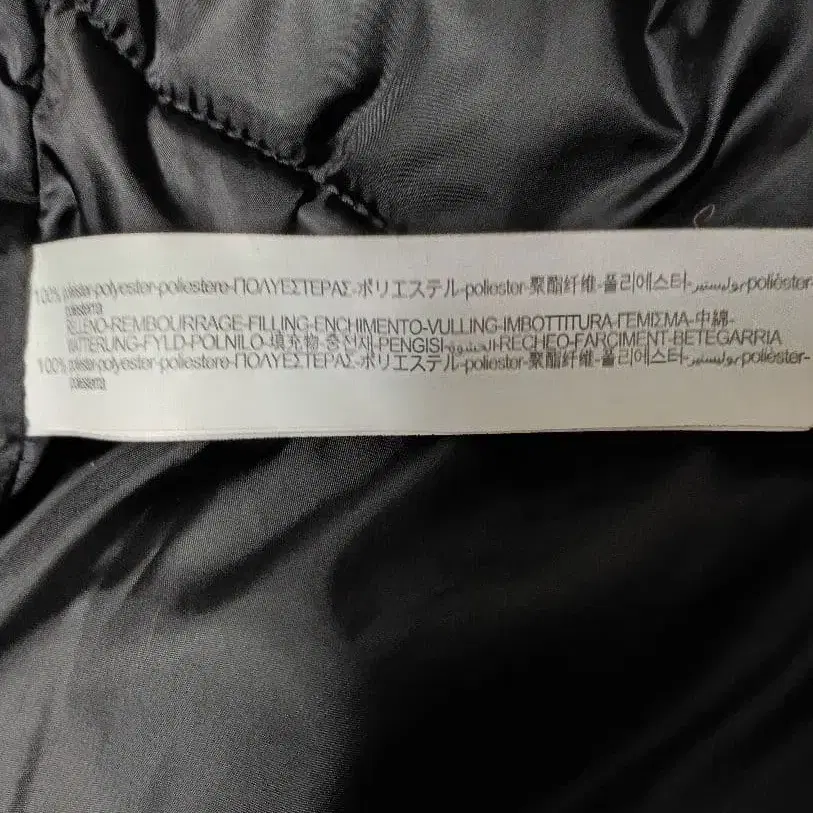 100% poliéster-polyester-poliestere-ΠΟΛΥΕΣΤΕΡΑΣ-ポリエステル-poliester-聚酯纤维-폴리에스터-بوليستير-polièster-
poliesterra
RELLENO-REMBOURRAGE-FILLING-ENCHIMENTO-VULLING-IMBOTTITURA-ΓΕΜΙΣΜΑ-中綿-
WATTIERUNG-FYLD-POLNILO-填充物-충전재-PENGISI-الحشوة-RECHEO-FARCIMENT-BETEGARRIA
100% poliéster-polyester-poliestere-ΠΟΛΥΕΣΤΕΡΑΣ-ポリエステル-poliester-聚酯纤维-폴리에스터-بوليستير-polièster-
poliesterra